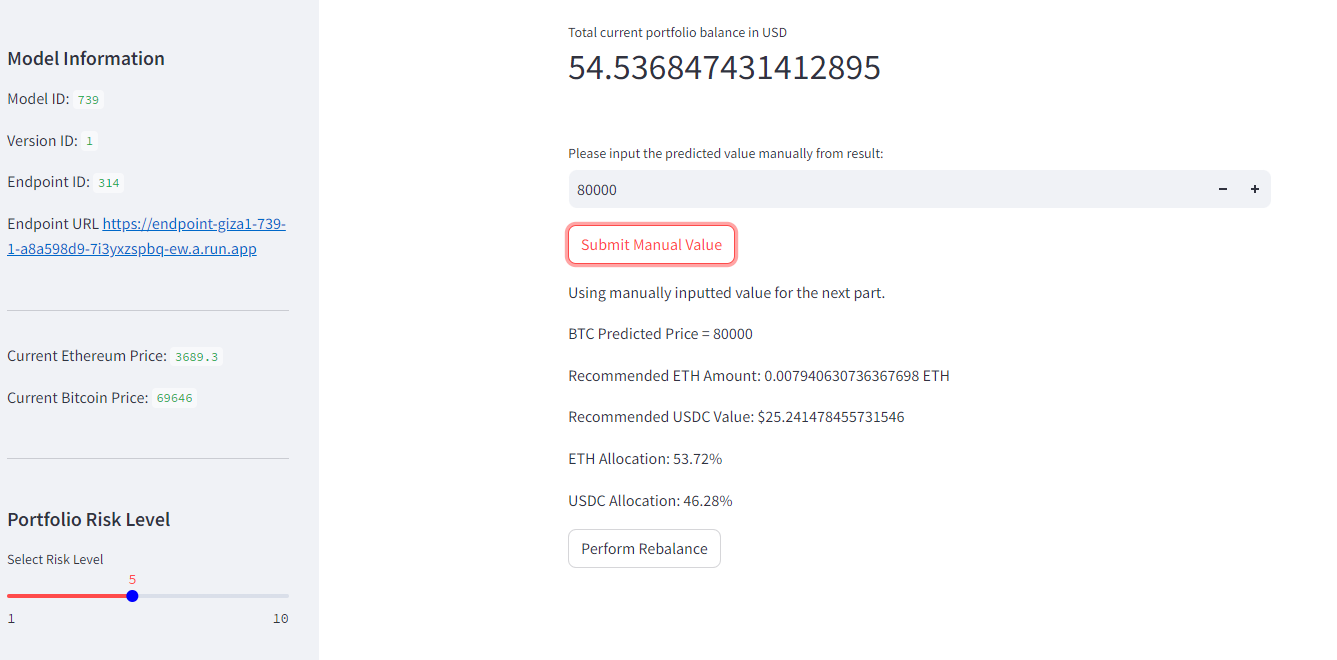 Model Information
Model ID: 739
Version ID: 1
Endpoint ID: 314
Endpoint URL https://endpoint-giza1-739-
1-a8a598d9-7i3yxzspbq-ew.a.run.app
Current Ethereum Price: 3689.3
Current Bitcoin Price: 69646
Portfolio Risk Level
Select Risk Level
5
1 10
Total current portfolio balance in USD
54.536847431412895
Please input the predicted value manually from result:
80000 − +
Submit Manual Value
Using manually inputted value for the next part.
BTC Predicted Price = 80000
Recommended ETH Amount: 0.007940630736367698 ETH
Recommended USDC Value: $25.241478455731546
ETH Allocation: 53.72%
USDC Allocation: 46.28%
Perform Rebalance